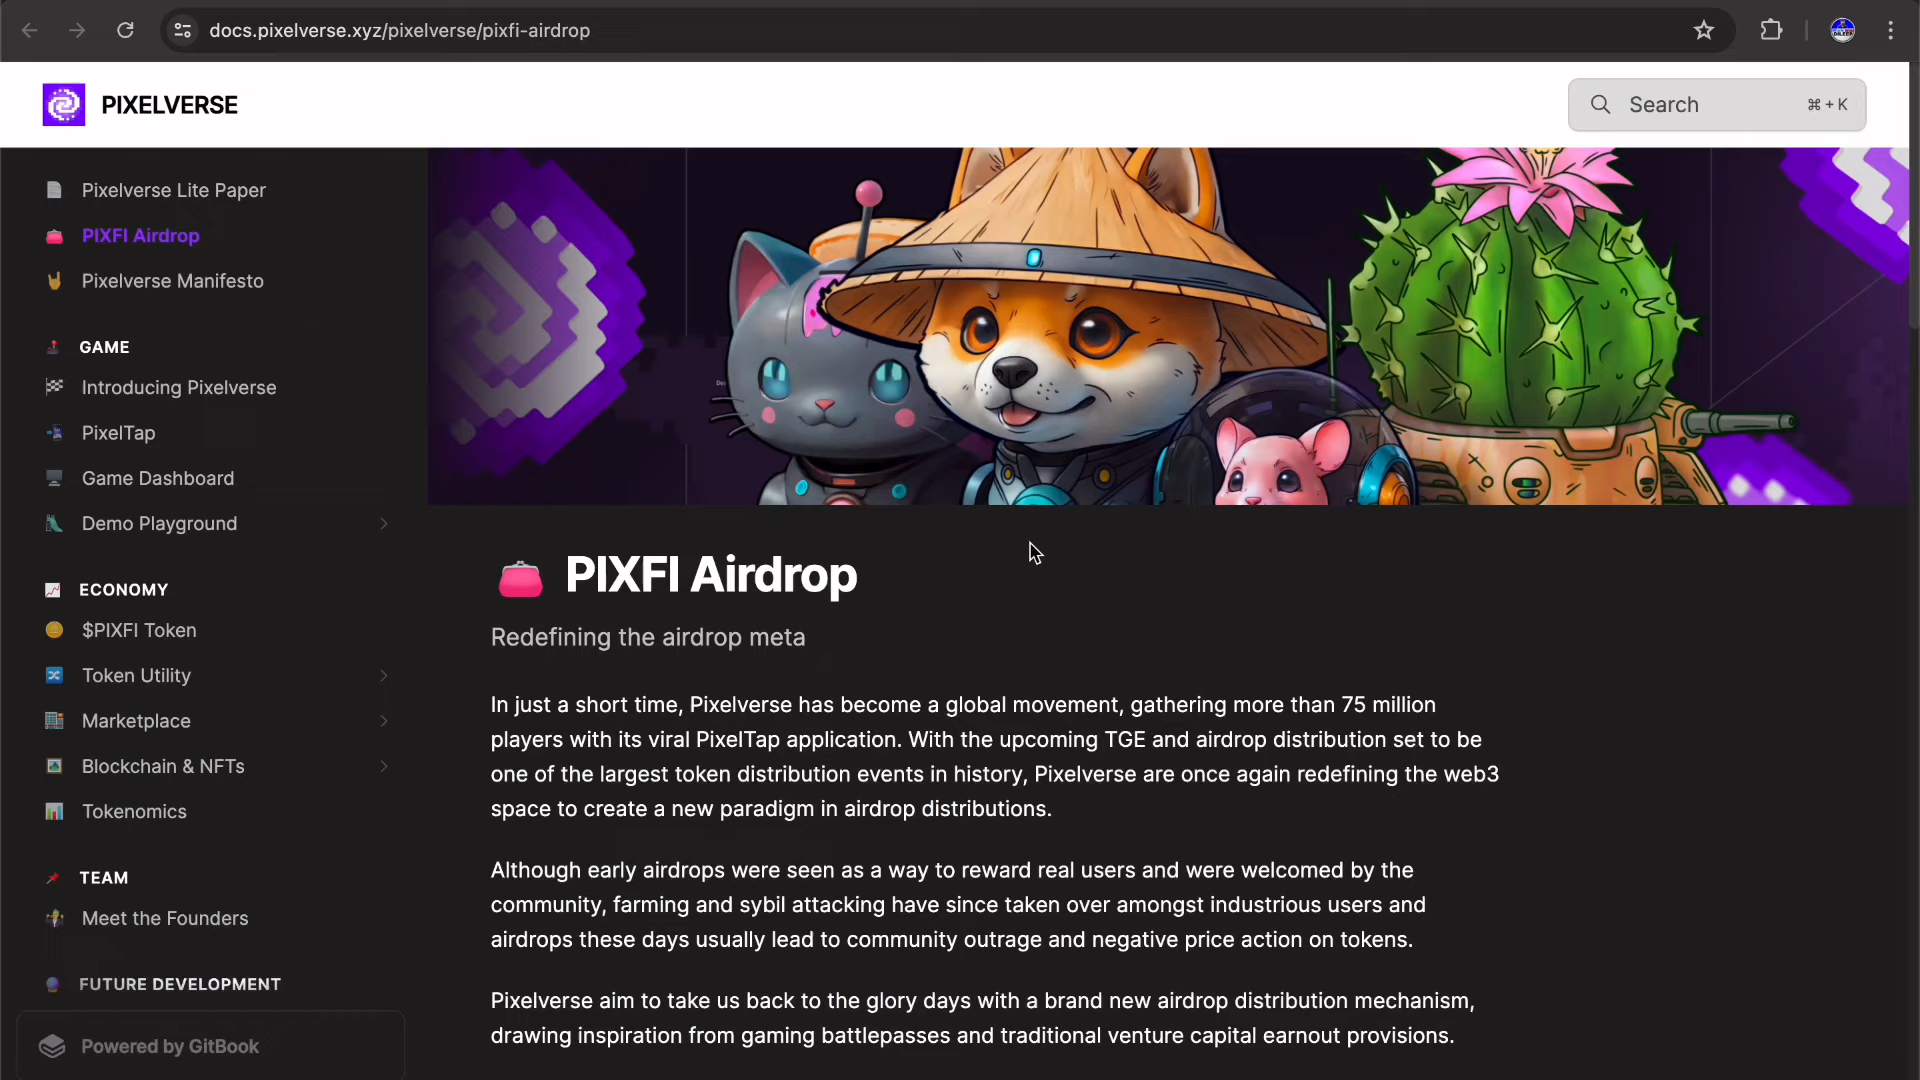 docs.pixelverse.xyz/pixelverse/pixfi-airdrop
PIXELVERSE
Search
⌘ + K
Pixelverse Lite Paper
PIXFI Airdrop
Pixelverse Manifesto
GAME
Introducing Pixelverse
PixelTap
Game Dashboard
Demo Playground
ECONOMY
$PIXFI Token
Token Utility
Marketplace
Blockchain & NFTs
Tokenomics
TEAM
Meet the Founders
FUTURE DEVELOPMENT
Powered by GitBook
PIXFI Airdrop
Redefining the airdrop meta
In just a short time, Pixelverse has become a global movement, gathering more than 75 million
players with its viral PixelTap application. With the upcoming TGE and airdrop distribution set to be
one of the largest token distribution events in history, Pixelverse are once again redefining the web3
space to create a new paradigm in airdrop distributions.
Although early airdrops were seen as a way to reward real users and were welcomed by the
community, farming and sybil attacking have since taken over amongst industrious users and
airdrops these days usually lead to community outrage and negative price action on tokens.
Pixelverse aim to take us back to the glory days with a brand new airdrop distribution mechanism,
drawing inspiration from gaming battlepasses and traditional venture capital earnout provisions.